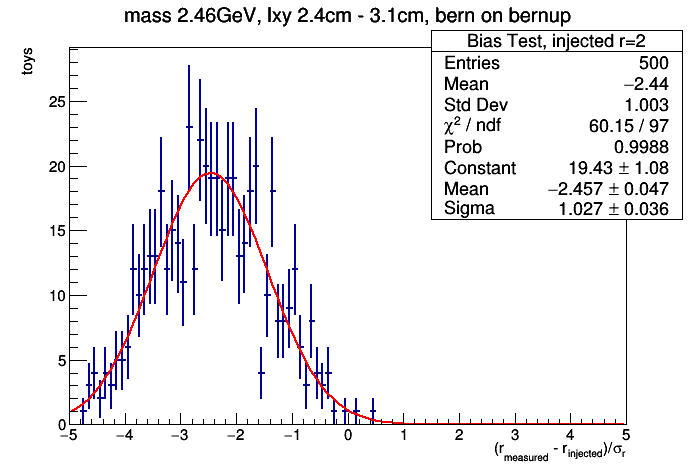 mass 2.46GeV, lxy 2.4cm - 3.1cm, bern on bernup
Bias Test, injected r=2
Entries 500
Mean −2.44
Std Dev 1.003
χ² / ndf 60.15 / 97
Prob 0.9988
Constant 19.43 ± 1.08
Mean −2.457 ± 0.047
Sigma 1.027 ± 0.036
toys
25
20
15
10
5
0
−5 −4 −3 −2 −1 0 1 2 3 4 5
(r_measured - r_injected)/σ_r